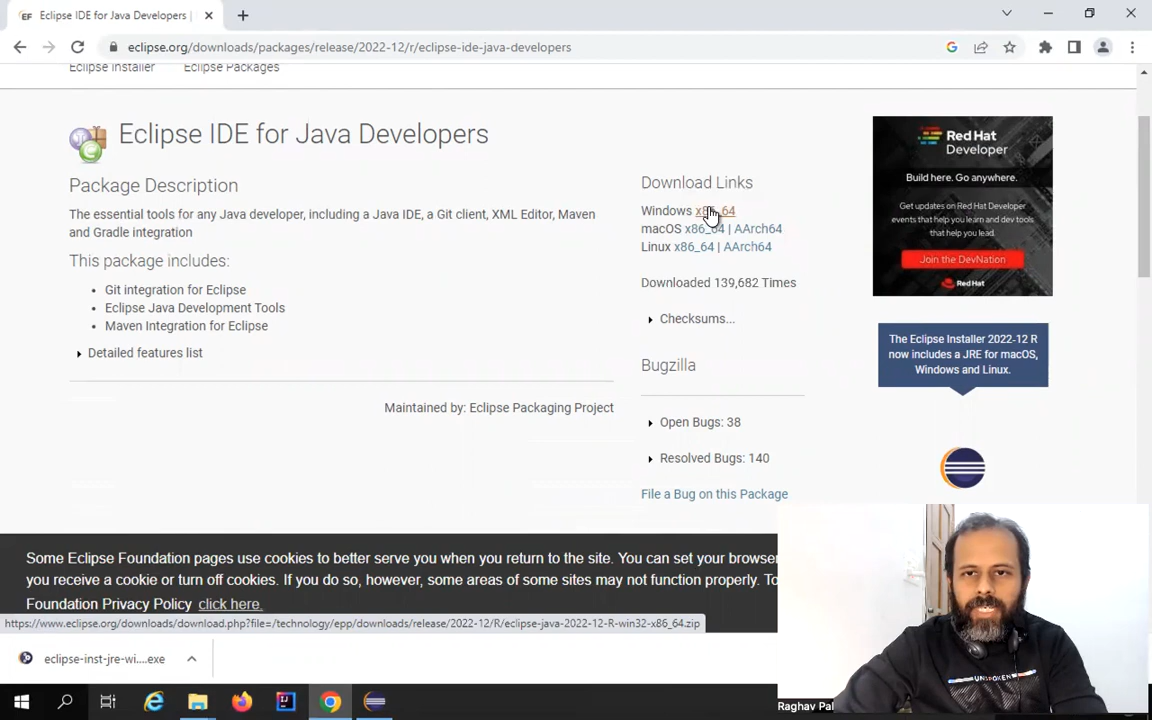 Eclipse IDE for Java Developers |
eclipse.org/downloads/packages/release/2022-12/r/eclipse-ide-java-developers
Eclipse Installer Eclipse Packages
Eclipse IDE for Java Developers
Package Description
The essential tools for any Java developer, including a Java IDE, a Git client, XML Editor, Maven
and Gradle integration
This package includes:
Git integration for Eclipse
Eclipse Java Development Tools
Maven Integration for Eclipse
Detailed features list
Maintained by: Eclipse Packaging Project
Download Links
Windows x86_64
macOS x86_64 | AArch64
Linux x86_64 | AArch64
Downloaded 139,682 Times
Checksums...
Bugzilla
Open Bugs: 38
Resolved Bugs: 140
File a Bug on this Package
Red Hat
Developer
Build here. Go anywhere.
Get updates on Red Hat Developer
events that help you learn and dev tools
that help you lead.
Join the DevNation
Red Hat
The Eclipse Installer 2022-12 R
now includes a JRE for macOS,
Windows and Linux.
Some Eclipse Foundation pages use cookies to better serve you when you return to the site. You can set your browser
you receive a cookie or turn off cookies. If you do so, however, some areas of some sites may not function properly. To
Foundation Privacy Policy click here.
https://www.eclipse.org/downloads/download.php?file=/technology/epp/downloads/release/2022-12/R/eclipse-java-2022-12-R-win32-x86_64.zip
eclipse-inst-jre-wi....exe
UNSPOKEN
Raghav Pal